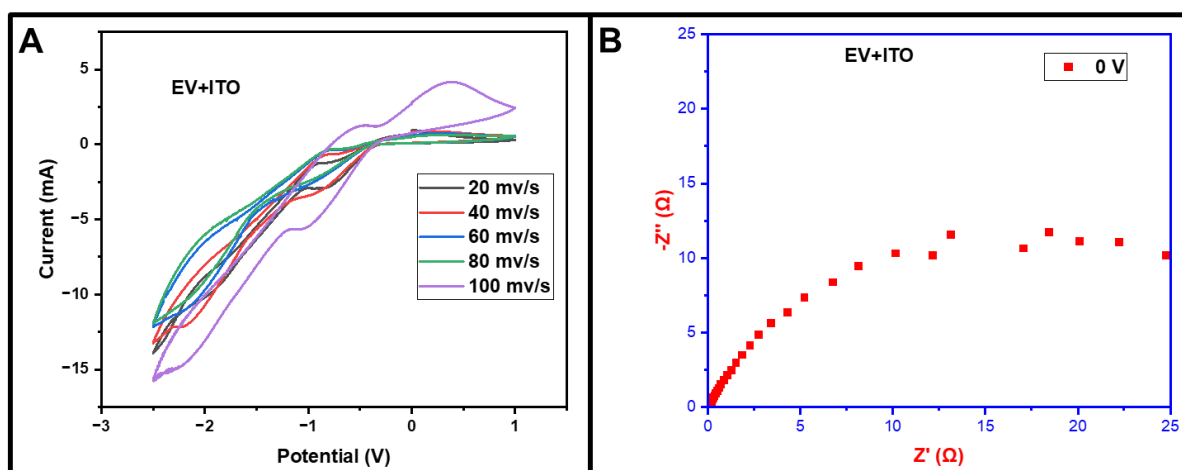 A
EV+ITO
Current (mA)
5
0
−5
−10
−15
20 mv/s
40 mv/s
60 mv/s
80 mv/s
100 mv/s
−3
−2
−1
0
1
Potential (V)
B
EV+ITO
0 V
-Z'' (Ω)
25
20
15
10
5
0
0
5
10
15
20
25
Z' (Ω)